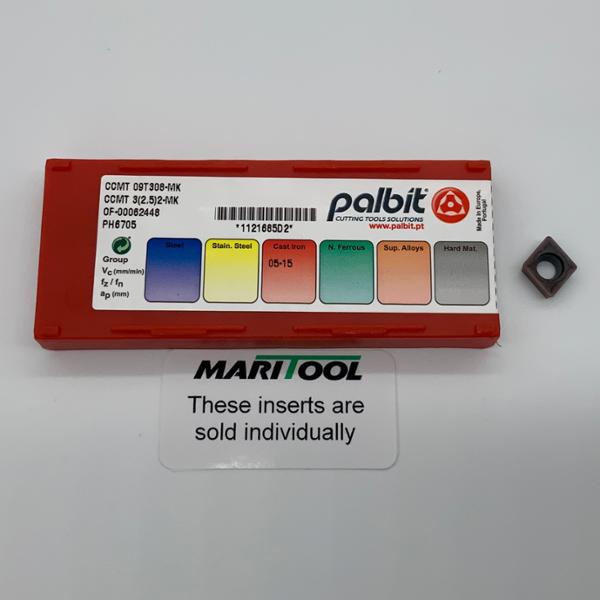 CCMT 09T308-MK
CCMT 3(2.5)2-MK
OF-00062448
PH6705
*1121685D2*
palbit
CUTTING TOOLS SOLUTIONS
www.palbit.pt
Made in Europe,
Portugal
Group
Vc (mm/min)
fz / fn
ap (mm)
Steel
Stain. Steel
Cast Iron
05-15
N. Ferrous
Sup. Alloys
Hard Mat.
MARITOOL
These inserts are
sold individually